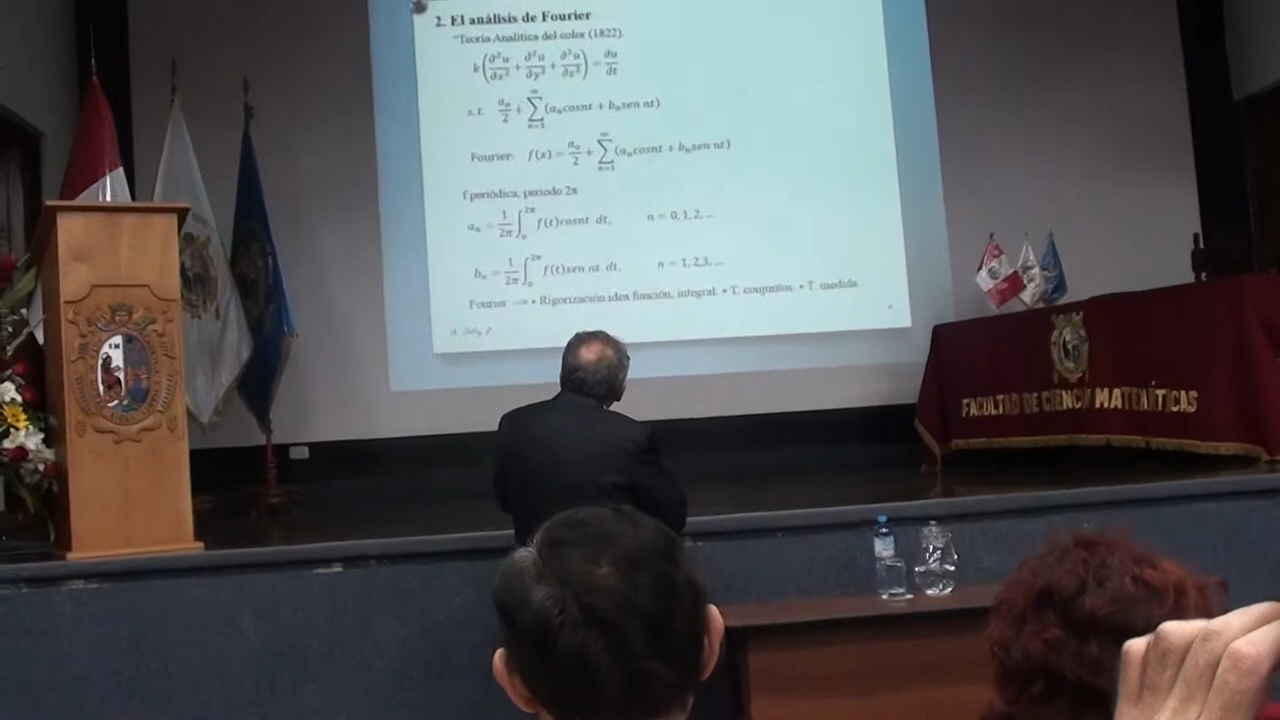 2. El análisis de Fourier
"Teoría Analítica del color (1822).
k(∂²u/∂x² + ∂²u/∂y² + ∂²u/∂z²) = ∂u/∂t
s.t. a₀/2 + ∑_{n=1}^{∞} (aₙcosnt + bₙsen nt)
Fourier: f(x) = a₀/2 + ∑_{n=1}^{∞} (aₙcosnt + bₙsen nt)
f periódica, periodo 2π
aₙ = 1/2π ∫₀^{2π} f(t)cosnt dt, n = 0, 1, 2, ...
bₙ = 1/2π ∫₀^{2π} f(t)sen nt dt, n = 1, 2,3, ...
Fourier ⟹ • Rigorización idea función, integral. • T. conjuntos. • T. medida
FACULTAD DE CIENCI MATEMÁTICAS